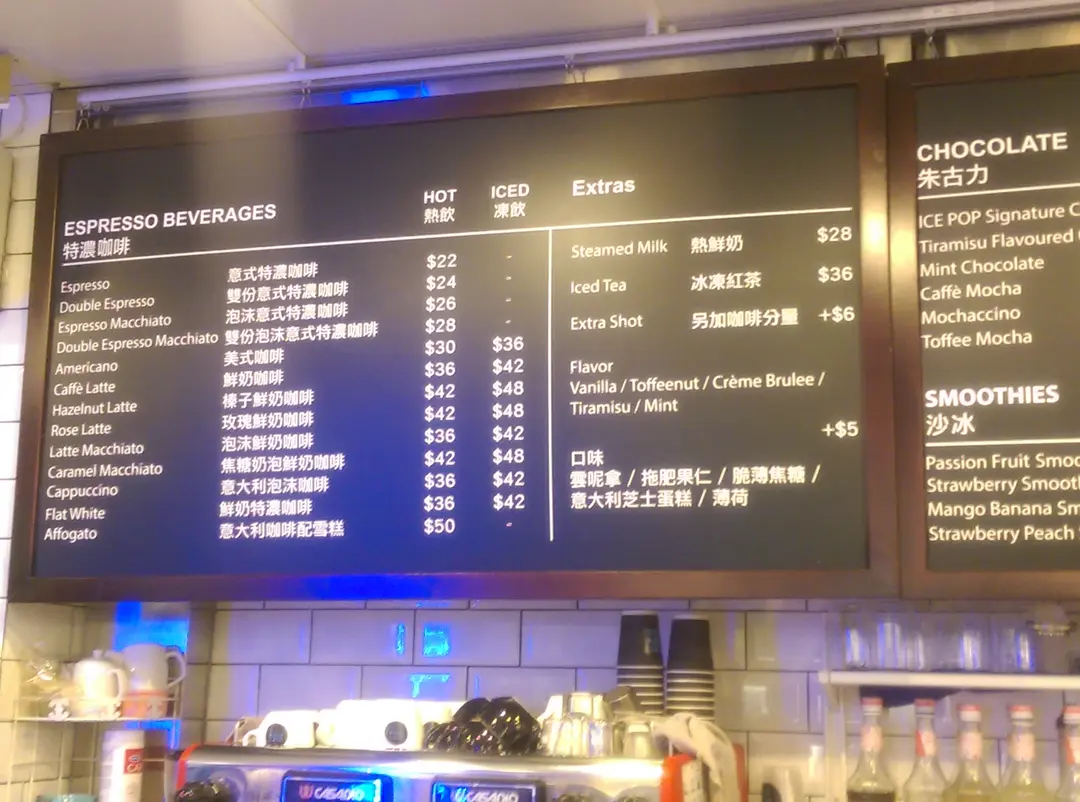 ESPRESSO BEVERAGES HOT ICED
特濃咖啡 熱飲 凍飲
Espresso 意式特濃咖啡 $22 -
Double Espresso 雙份意式特濃咖啡 $24 -
Espresso Macchiato 泡沫意式特濃咖啡 $26 -
Double Espresso Macchiato 雙份泡沫意式特濃咖啡 $28 -
Americano 美式咖啡 $30 $36
Caffè Latte 鮮奶咖啡 $36 $42
Hazelnut Latte 榛子鮮奶咖啡 $42 $48
Rose Latte 玫瑰鮮奶咖啡 $42 $48
Latte Macchiato 泡沫鮮奶咖啡 $36 $42
Caramel Macchiato 焦糖奶泡鮮奶咖啡 $42 $48
Cappuccino 意大利泡沫咖啡 $36 $42
Flat White 鮮奶特濃咖啡 $36 $42
Affogato 意大利咖啡配雪糕 $50 -
Extras
Steamed Milk 熱鮮奶 $28
Iced Tea 冰凍紅茶 $36
Extra Shot 另加咖啡分量 +$6
Flavor
Vanilla / Toffeenut / Crème Brulee /
Tiramisu / Mint
+$5
口味
雲呢拿 / 拖肥果仁 / 脆薄焦糖 /
意大利芝士蛋糕 / 薄荷
CHOCOLATE
朱古力
ICE POP Signature
Tiramisu Flavoured
Mint Chocolate
Caffè Mocha
Mochaccino
Toffee Mocha
SMOOTHIES
沙冰
Passion Fruit
Strawberry
Mango Banana
Strawberry Peach
CASADIO
CASADIO